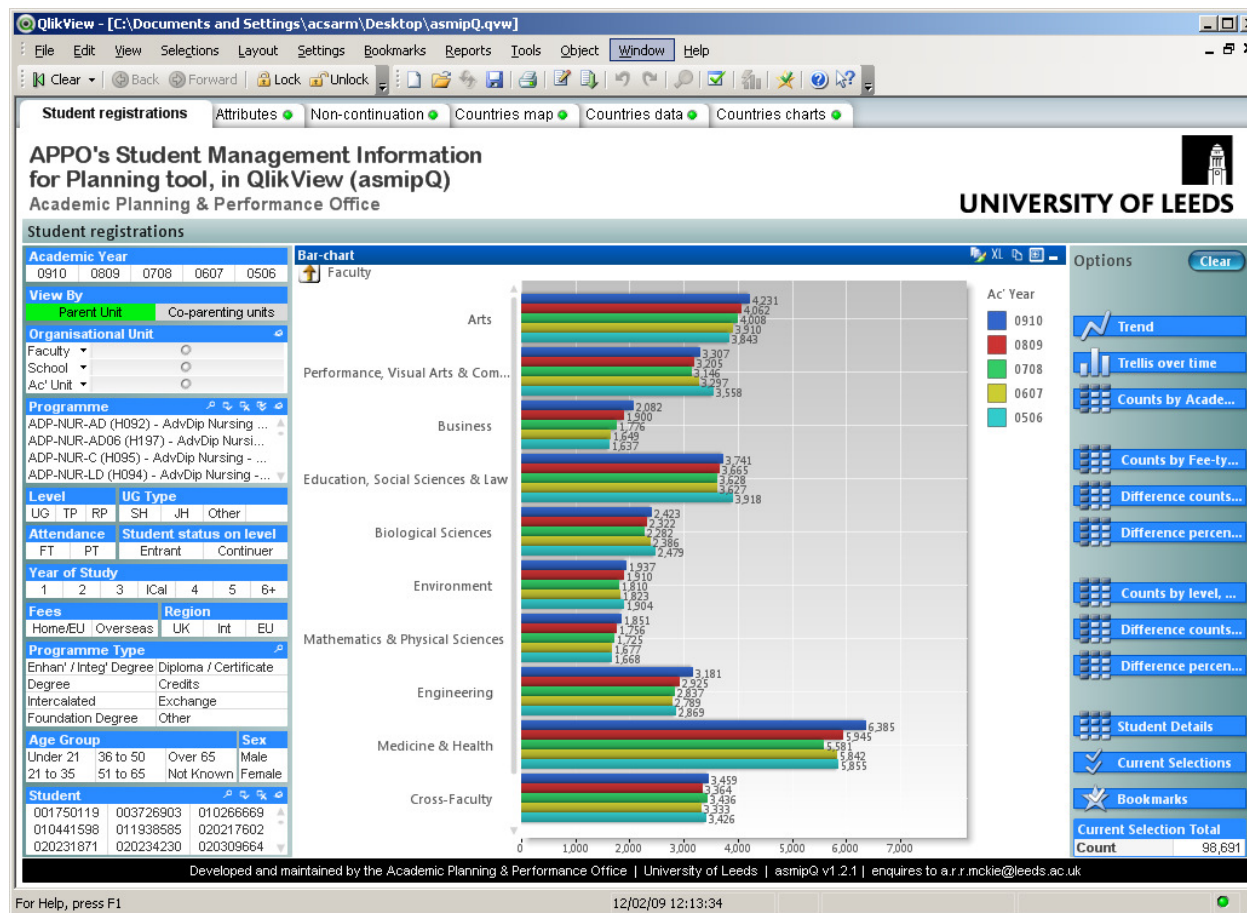 QlikView - [C:\Documents and Settings\acsarm\Desktop\asmipQ.qvw]
File Edit View Selections Layout Settings Bookmarks Reports Tools Object Window Help
Clear Back Forward Lock Unlock
Student registrations Attributes Non-continuation Countries map Countries data Countries charts
APPO's Student Management Information
for Planning tool, in QlikView (asmipQ)
Academic Planning & Performance Office
UNIVERSITY OF LEEDS
Student registrations
Academic Year
0910 0809 0708 0607 0506
View By
Parent Unit Co-parenting units
Organisational Unit
Faculty
School
Ac' Unit
Programme
ADP-NUR-AD (H092) - AdvDip Nursing ...
ADP-NUR-AD06 (H197) - AdvDip Nursi...
ADP-NUR-C (H095) - AdvDip Nursing - ...
ADP-NUR-LD (H094) - AdvDip Nursing -...
Level UG Type
UG TP RP SH JH Other
Attendance Student status on level
FT PT Entrant Continuer
Year of Study
1 2 3 ICal 4 5 6+
Fees Region
Home/EU Overseas UK Int EU
Programme Type
Enhan' / Integ' Degree Diploma / Certificate
Degree Credits
Intercalated Exchange
Foundation Degree Other
Age Group Sex
Under 21 36 to 50 Over 65 Male
21 to 35 51 to 65 Not Known Female
Student
001750119 003726903 010266669
010441598 011938585 020217602
020231871 020234230 020309664
Bar-chart XL
Faculty
Arts
4,231
4,062
4,008
3,910
3,843
Performance, Visual Arts & Com...
3,307
3,205
3,146
3,297
3,558
Business
2,082
1,900
1,776
1,649
1,637
Education, Social Sciences & Law
3,741
3,665
3,628
3,627
3,918
Biological Sciences
2,423
2,322
2,282
2,386
2,479
Environment
1,937
1,910
1,810
1,823
1,904
Mathematics & Physical Sciences
1,851
1,756
1,725
1,677
1,668
Engineering
3,181
2,925
2,837
2,789
2,869
Medicine & Health
6,385
5,945
5,581
5,842
5,855
Cross-Faculty
3,459
3,364
3,436
3,333
3,426
0 1,000 2,000 3,000 4,000 5,000 6,000 7,000 8,000
Ac' Year
0910
0809
0708
0607
0506
Options Clear
Trend
Trellis over time
Counts by Acade...
Counts by Fee-ty...
Difference counts...
Difference percen...
Counts by level, ...
Difference counts...
Difference percen...
Student Details
Current Selections
Bookmarks
Current Selection Total
Count 98,691
Developed and maintained by the Academic Planning & Performance Office | University of Leeds | asmipQ v1.2.1 | enquires to a.r.r.mckie@leeds.ac.uk
For Help, press F1 12/02/09 12:13:34